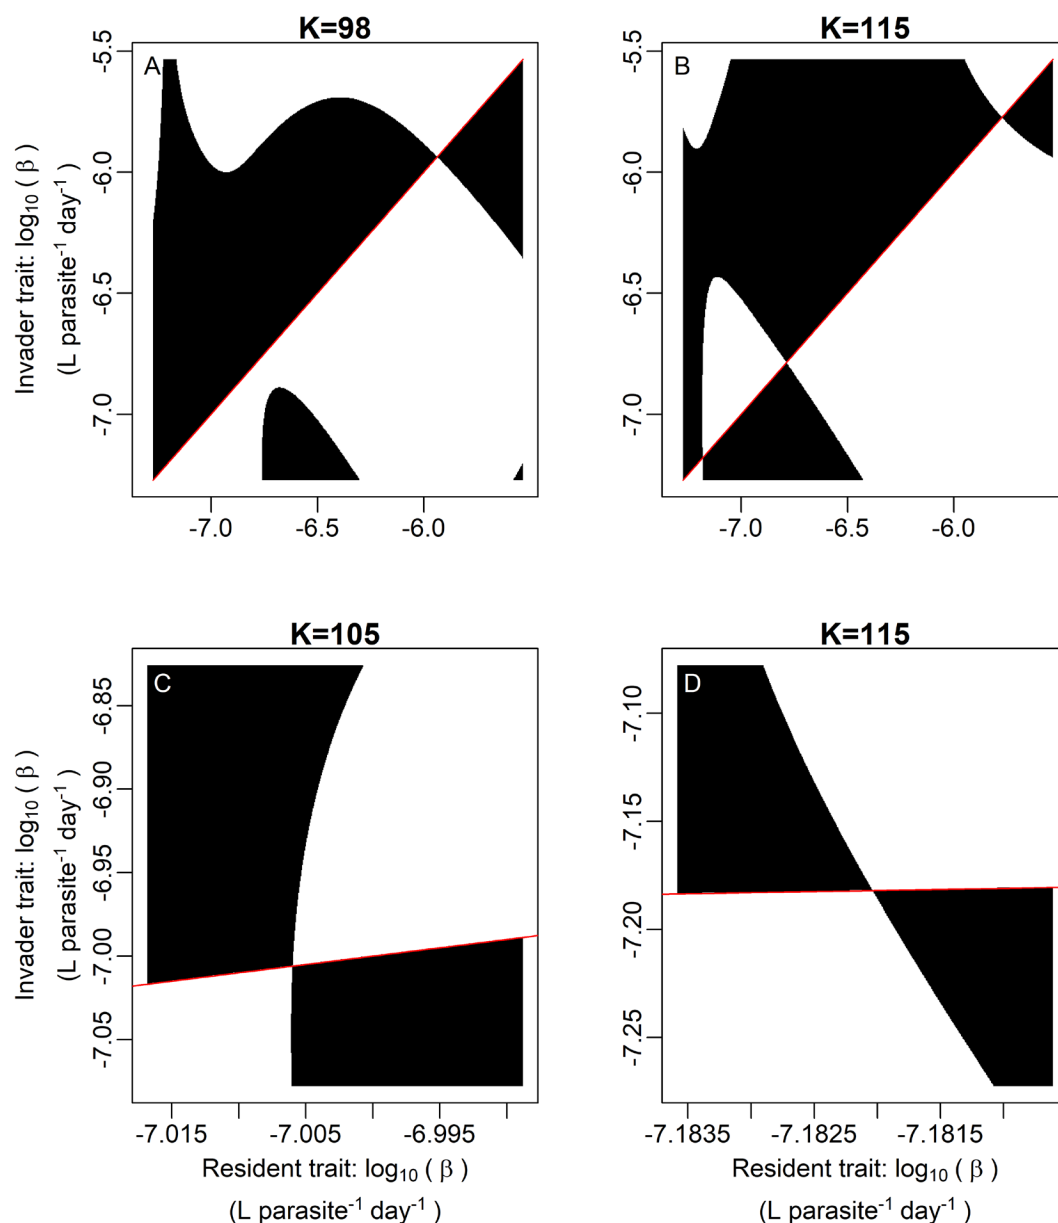 K=98
A
-5.5
-6.0
-6.5
-7.0
Invader trait: log10 ( β )
(L parasite-1 day-1)
-7.0 -6.5 -6.0
K=115
B
-5.5
-6.0
-6.5
-7.0
-7.0 -6.5 -6.0
K=105
C
-6.85
-6.90
-6.95
-7.00
-7.05
Invader trait: log10 ( β )
(L parasite-1 day-1)
-7.015 -7.005 -6.995
Resident trait: log10 ( β )
(L parasite-1 day-1)
K=115
D
-7.10
-7.15
-7.20
-7.25
-7.1835 -7.1825 -7.1815
Resident trait: log10 ( β )
(L parasite-1 day-1)